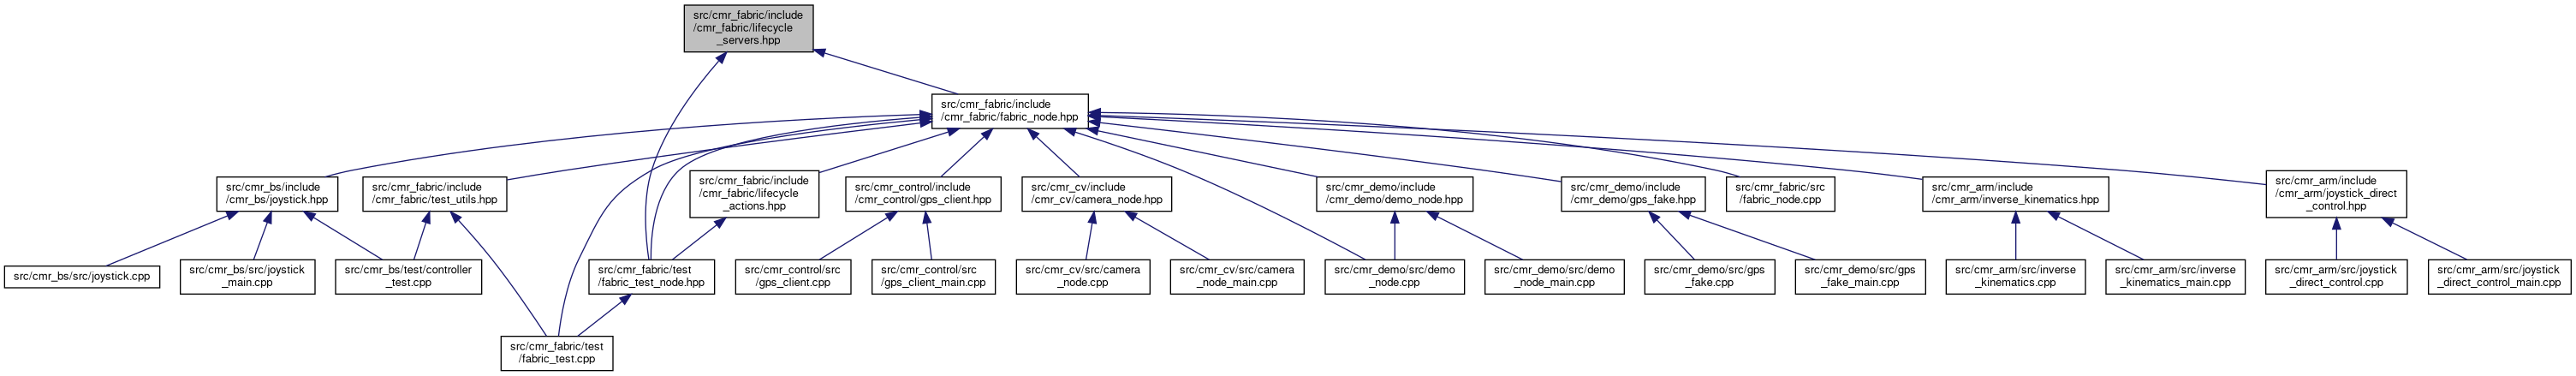 src/cmr_fabric/include
/cmr_fabric/lifecycle
_servers.hpp
src/cmr_fabric/include
/cmr_fabric/fabric_node.hpp
src/cmr_bs/include
/cmr_bs/joystick.hpp
src/cmr_fabric/include
/cmr_fabric/test_utils.hpp
src/cmr_fabric/include
/cmr_fabric/lifecycle
_actions.hpp
src/cmr_control/include
/cmr_control/gps_client.hpp
src/cmr_cv/include
/cmr_cv/camera_node.hpp
src/cmr_demo/include
/cmr_demo/demo_node.hpp
src/cmr_demo/include
/cmr_demo/gps_fake.hpp
src/cmr_fabric/src
/fabric_node.cpp
src/cmr_arm/include
/cmr_arm/inverse_kinematics.hpp
src/cmr_arm/include
/cmr_arm/joystick_direct
_control.hpp
src/cmr_bs/src/joystick.cpp
src/cmr_bs/src/joystick
_main.cpp
src/cmr_bs/test/controller
_test.cpp
src/cmr_fabric/test
/fabric_test_node.hpp
src/cmr_control/src
/gps_client.cpp
src/cmr_control/src
/gps_client_main.cpp
src/cmr_cv/src/camera
_node.cpp
src/cmr_cv/src/camera
_node_main.cpp
src/cmr_demo/src/demo
_node.cpp
src/cmr_demo/src/demo
_node_main.cpp
src/cmr_demo/src/gps
_fake.cpp
src/cmr_demo/src/gps
_fake_main.cpp
src/cmr_arm/src/inverse
_kinematics.cpp
src/cmr_arm/src/inverse
_kinematics_main.cpp
src/cmr_arm/src/joystick
_direct_control.cpp
src/cmr_arm/src/joystick
_direct_control_main.cpp
src/cmr_fabric/test
/fabric_test.cpp